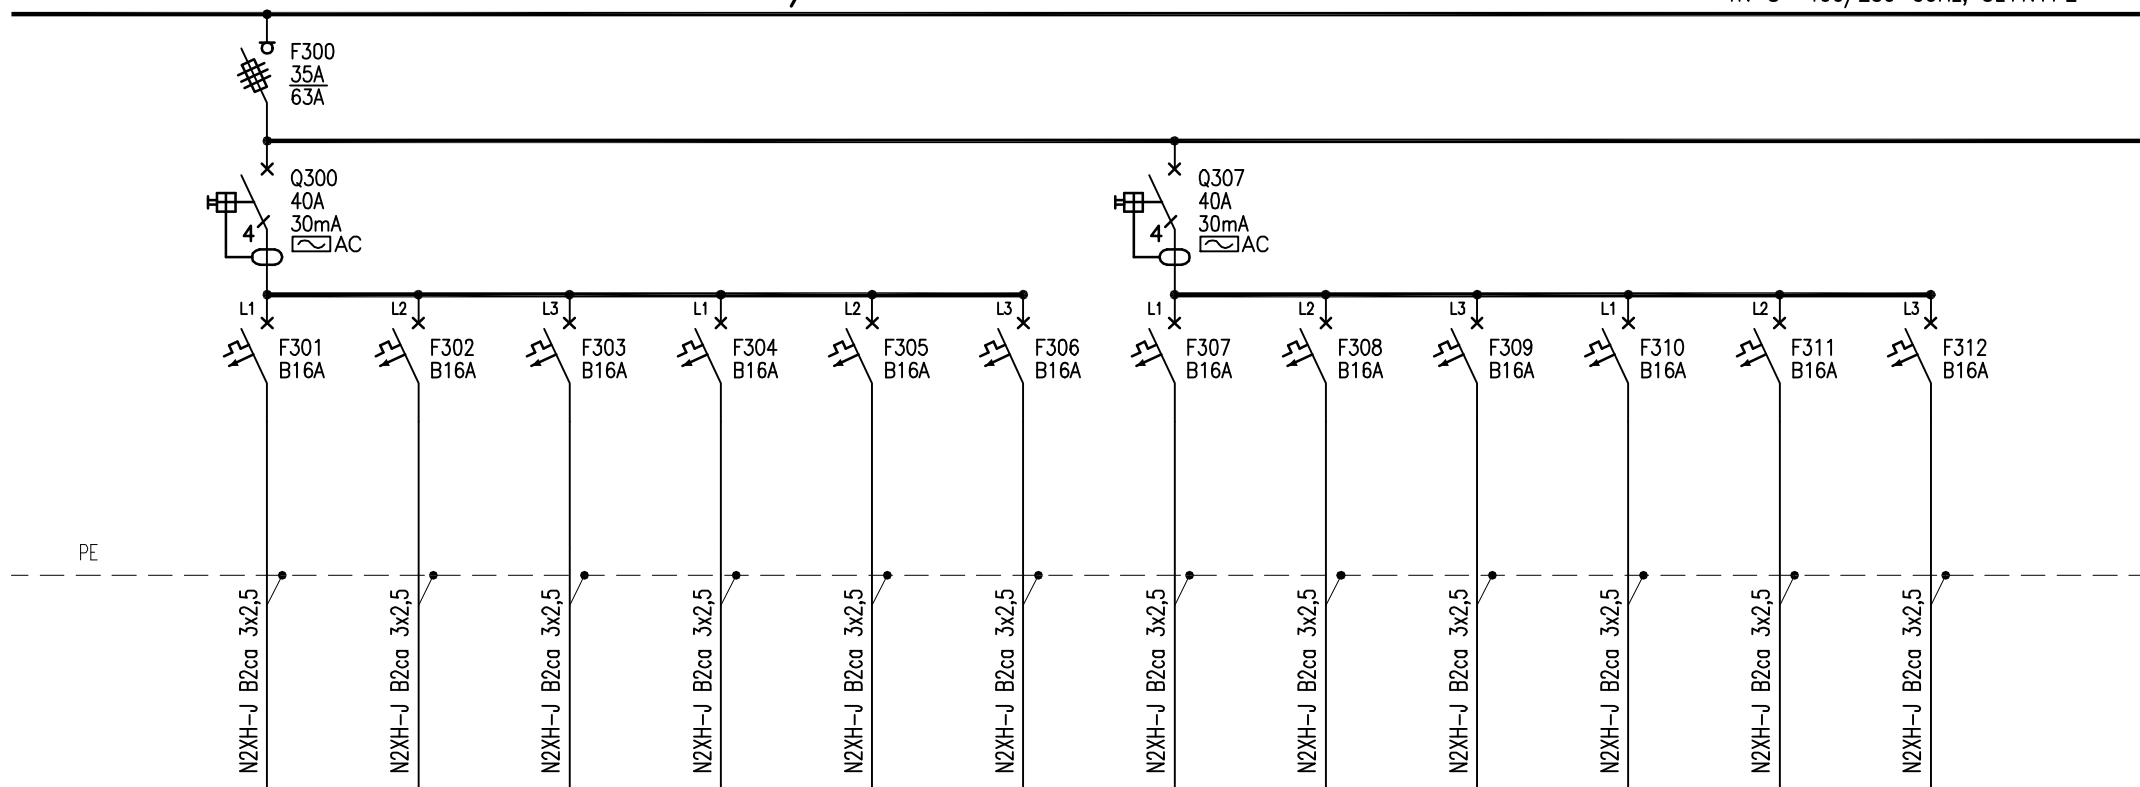 F300
35A
63A
Q300
40A
30mA
4
AC
Q307
40A
30mA
4
AC
L1 L2 L3 L1 L2 L3 L1 L2 L3 L1 L2 L3
F301 F302 F303 F304 F305 F306 F307 F308 F309 F310 F311 F312
B16A B16A B16A B16A B16A B16A B16A B16A B16A B16A B16A B16A
PE
N2XH-J B2ca 3x2,5
N2XH-J B2ca 3x2,5
N2XH-J B2ca 3x2,5
N2XH-J B2ca 3x2,5
N2XH-J B2ca 3x2,5
N2XH-J B2ca 3x2,5
N2XH-J B2ca 3x2,5
N2XH-J B2ca 3x2,5
N2XH-J B2ca 3x2,5
N2XH-J B2ca 3x2,5
N2XH-J B2ca 3x2,5
N2XH-J B2ca 3x2,5